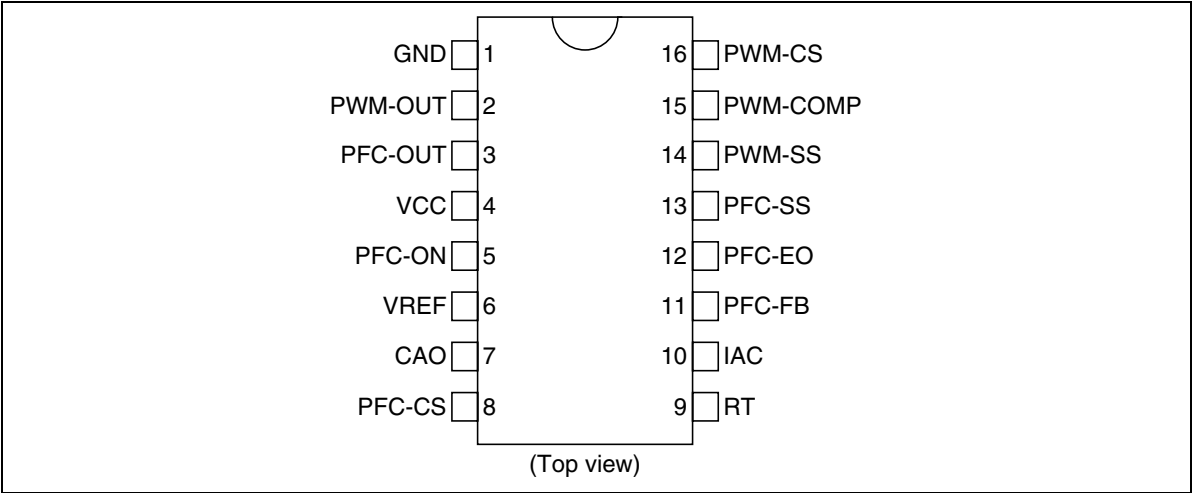 GND 1 16 PWM-CS
PWM-OUT 2 15 PWM-COMP
PFC-OUT 3 14 PWM-SS
VCC 4 13 PFC-SS
PFC-ON 5 12 PFC-EO
VREF 6 11 PFC-FB
CAO 7 10 IAC
PFC-CS 8 9 RT
(Top view)